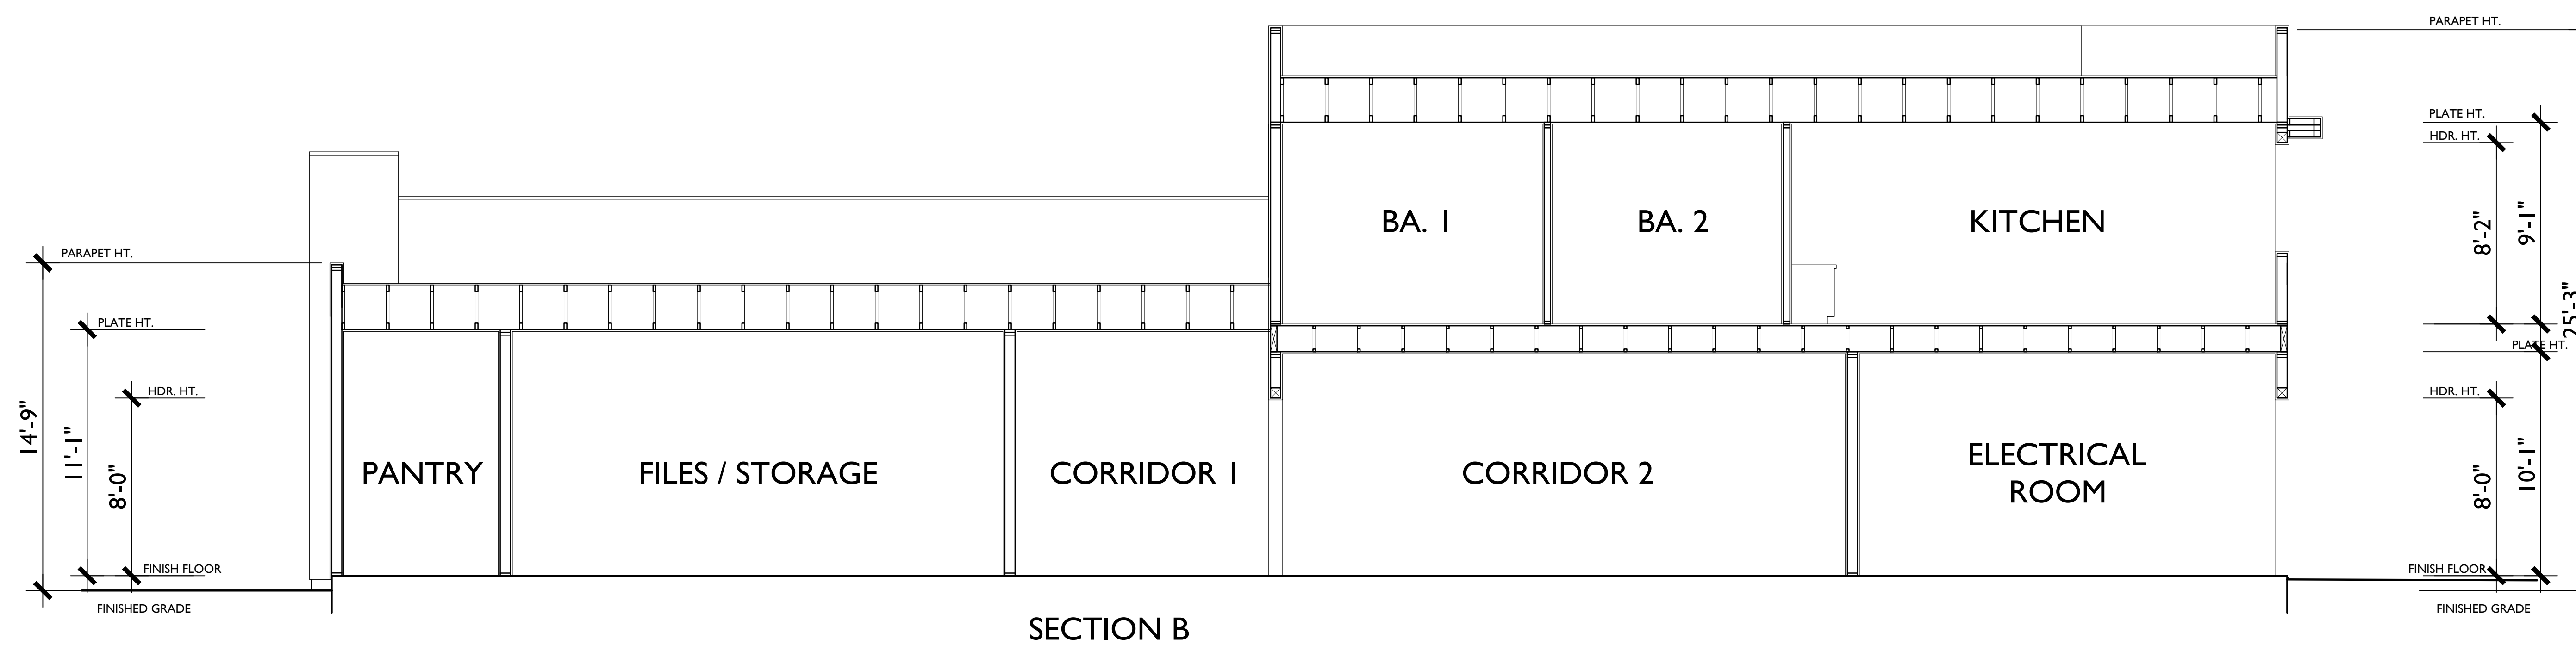 PARAPET HT.
PLATE HT.
HDR. HT.
BA. 1
BA. 2
KITCHEN
8'-2"
9'-1"
25'-3"
PARAPET HT.
PLATE HT.
HDR. HT.
14'-9"
11'-1"
8'-0"
PLATE HT.
HDR. HT.
PANTRY
FILES / STORAGE
CORRIDOR 1
CORRIDOR 2
ELECTRICAL
ROOM
8'-0"
10'-1"
FINISH FLOOR
FINISH FLOOR
FINISHED GRADE
FINISHED GRADE
SECTION B